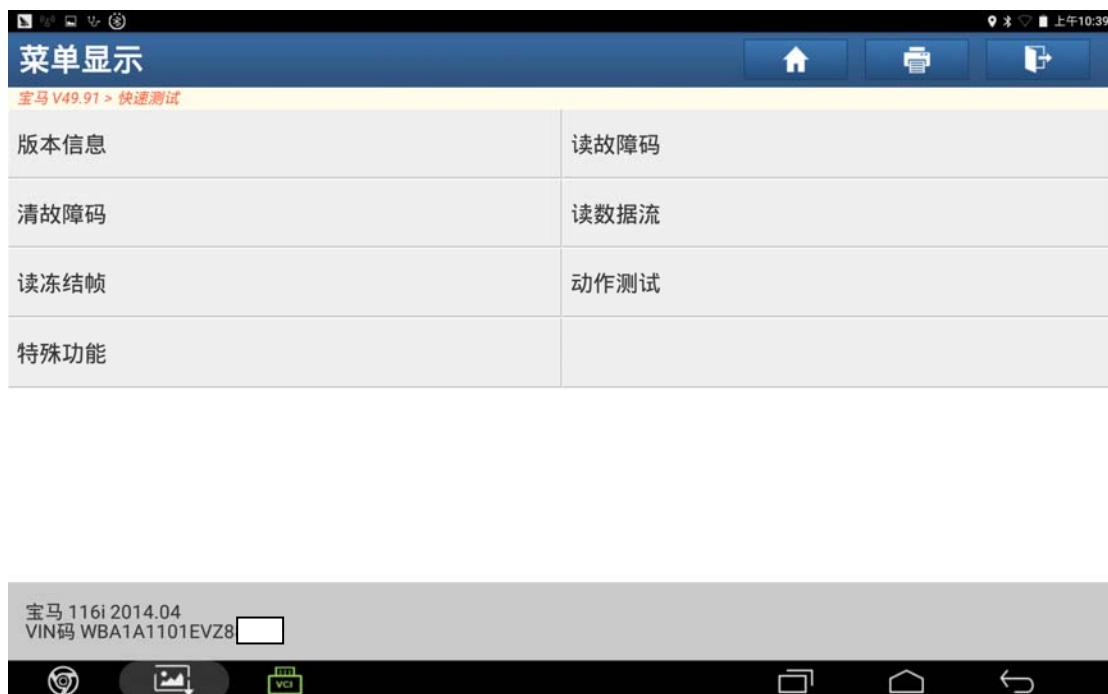 上午10:39
菜单显示
宝马 V49.91 > 快速测试
版本信息
读故障码
清故障码
读数据流
读冻结帧
动作测试
特殊功能
宝马 116i 2014.04
VIN码 WBA1A1101EVZ8
VCI